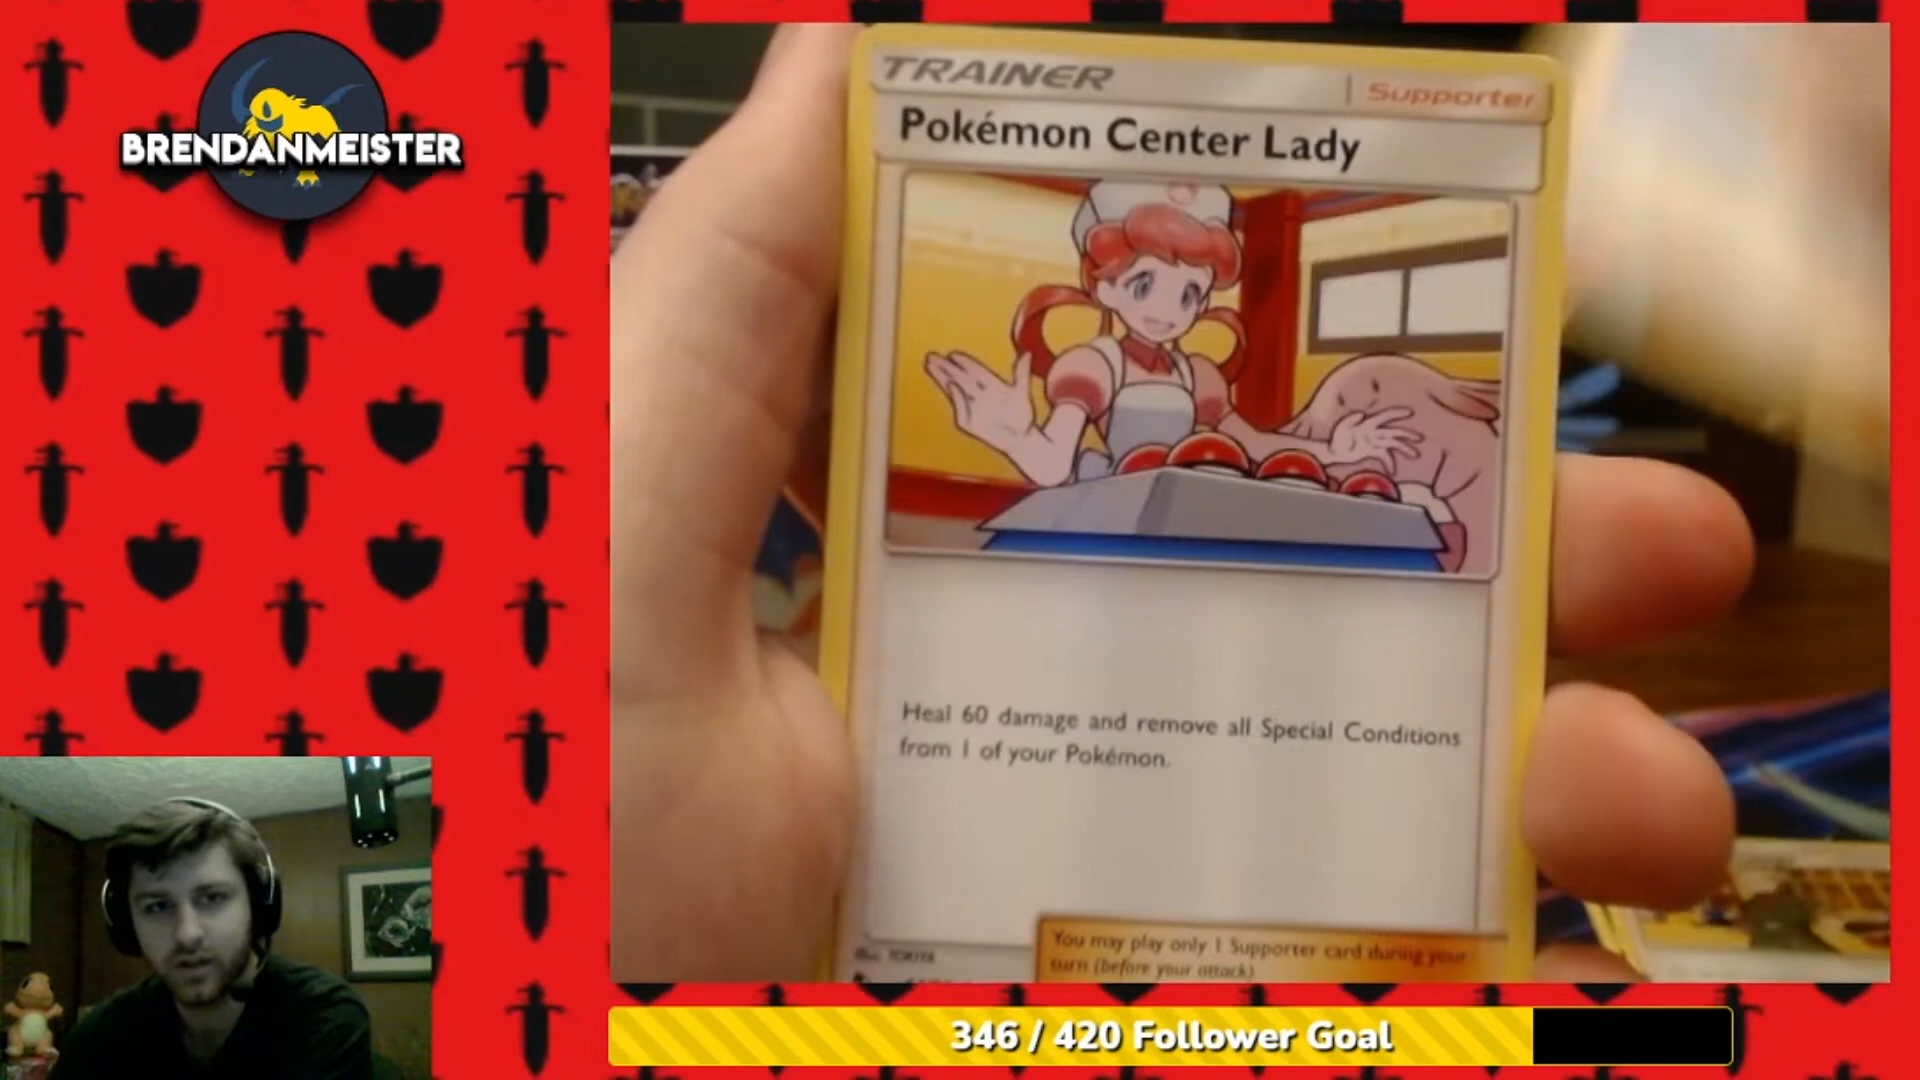 BRENDANMEISTER
TRAINER
Supporter
Pokémon Center Lady
Heal 60 damage and remove all Special Conditions
from 1 of your Pokémon.
You may play only 1 Supporter card during your
turn (before your attack)
346 / 420 Follower Goal